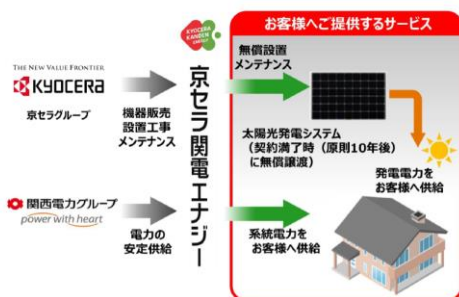 お客様へご提供するサービス
KYOCERA
KANDEN
ENERGY
THE NEW VALUE FRONTIER
KYOCERA
京セラグループ
機器販売
設置工事
メンテナンス
京セラ関電エナジー
無償設置
メンテナンス
太陽光発電システム
(契約満了時(原則10年後)
に無償譲渡)
発電電力を
お客様へ供給
関西電力グループ
power with heart
電力の
安定供給
系統電力を
お客様へ供給